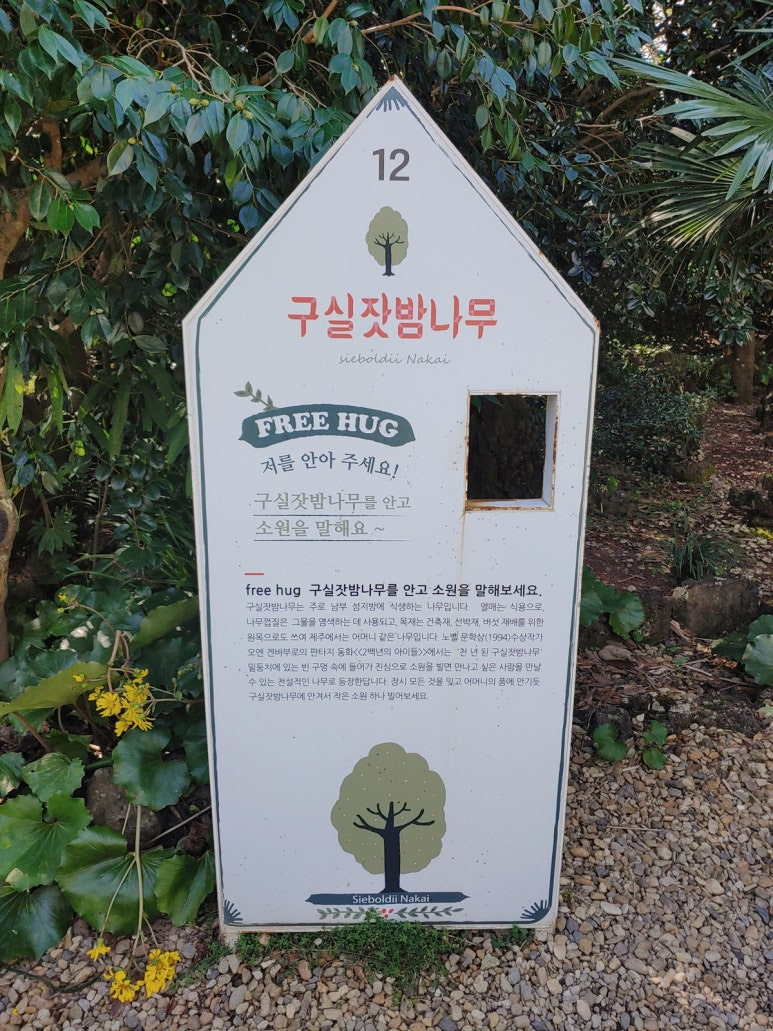 12
구실잣밤나무
sieboldii Nakai
FREE HUG
저를 안아 주세요!
구실잣밤나무를 안고
소원을 말해요 ~
free hug 구실잣밤나무를 안고 소원을 말해보세요.
구실잣밤나무는 주로 남부 섬지방에 식생하는 나무입니다. 열매는 식용으로,
나무껍질은 그물을 염색하는 데 사용되고, 목재는 건축재, 선박재, 버섯 재배를 위한
원목으로도 쓰여 제주에서는 어머니 같은 나무입니다. 노벨 문학상(1994)수상작가
오엔 겐바부로의 판타지 동화<<2백년의 아이들>>에서는 '천 년 된 구실잣밤나무'
밑동치에 있는 빈 구멍 속에 들어가 진심으로 소원을 빌면 만나고 싶은 사람을 만날
수 있는 전설적인 나무로 등장한답니다. 잠시 모든 것을 잊고 어머니의 품에 안기듯
구실잣밤나무에 안겨서 작은 소원 하나 빌어보세요.
Sieboldii Nakai